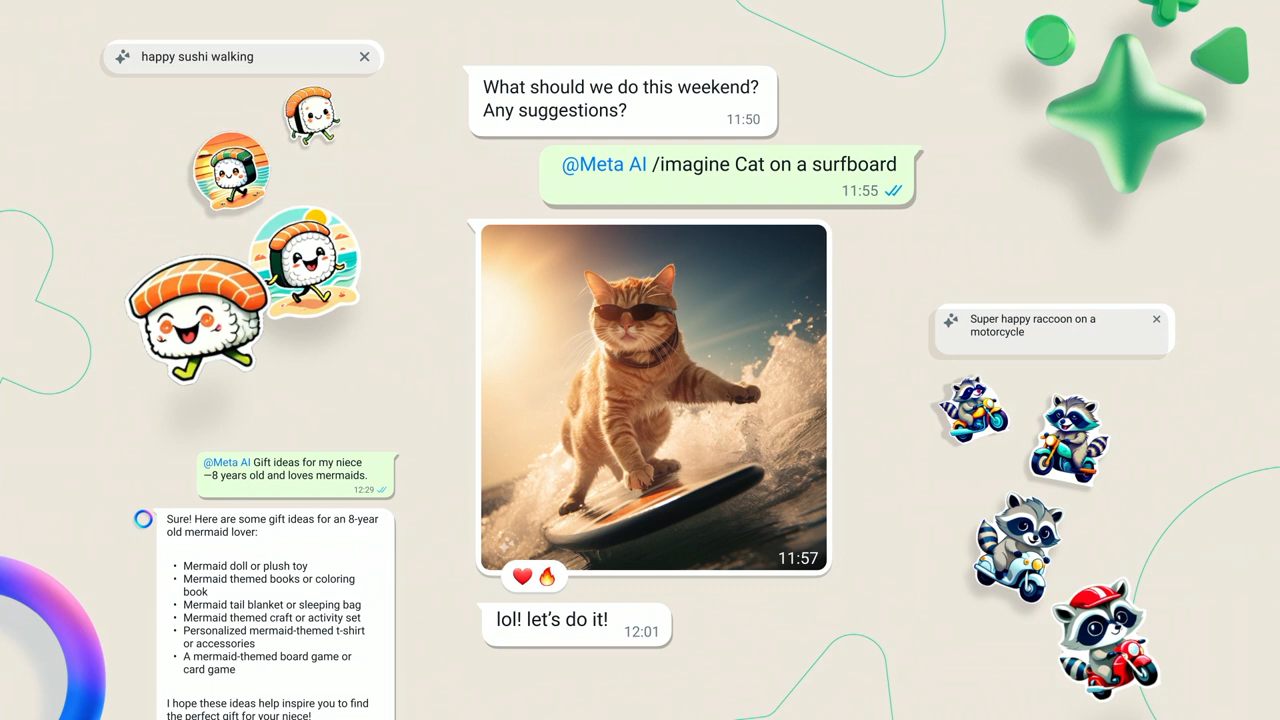 happy sushi walking
@Meta AI Gift ideas for my niece
—8 years old and loves mermaids.
12:29
Sure! Here are some gift ideas for an 8-year
old mermaid lover:
• Mermaid doll or plush toy
• Mermaid themed books or coloring
book
• Mermaid tail blanket or sleeping bag
• Mermaid themed craft or activity set
• Personalized mermaid-themed t-shirt
or accessories
• A mermaid-themed board game or
card game
I hope these ideas help inspire you to find
the perfect gift for your niece!
What should we do this weekend?
Any suggestions?
11:50
@Meta AI /imagine Cat on a surfboard
11:55
11:57
lol! let’s do it!
12:01
Super happy raccoon on a
motorcycle